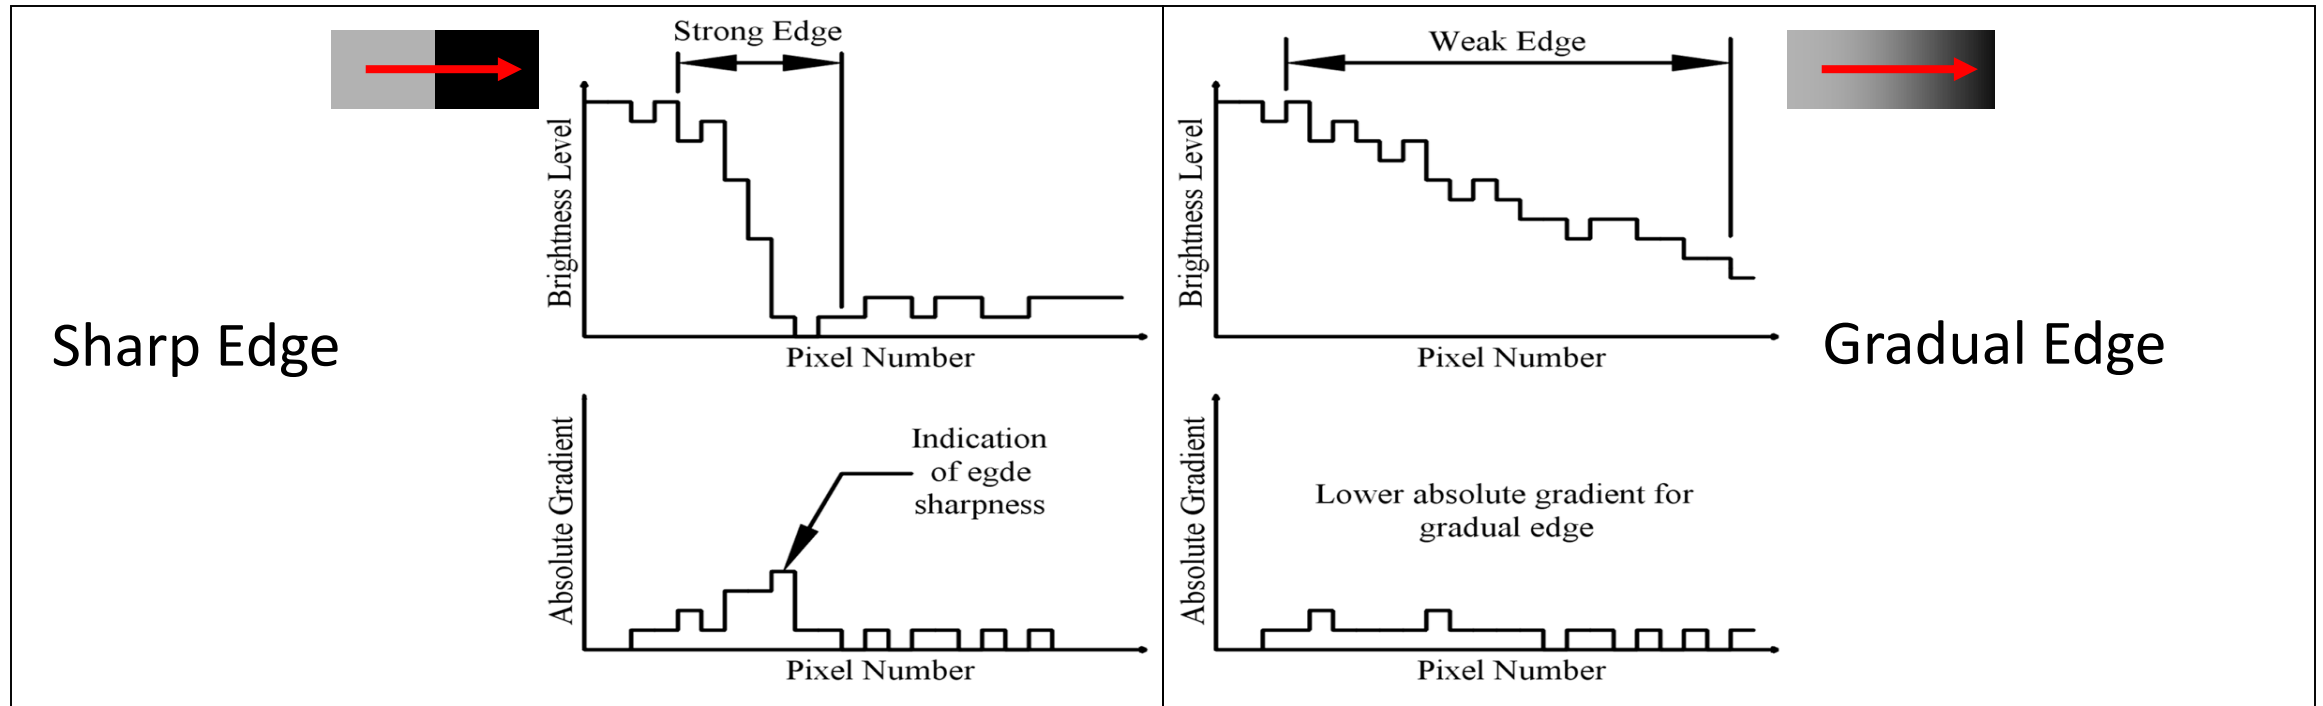 Sharp Edge
Strong Edge
Brightness Level
Pixel Number
Absolute Gradient
Indication
of egde
sharpness
Pixel Number
Weak Edge
Brightness Level
Pixel Number
Gradual Edge
Absolute Gradient
Lower absolute gradient for
gradual edge
Pixel Number